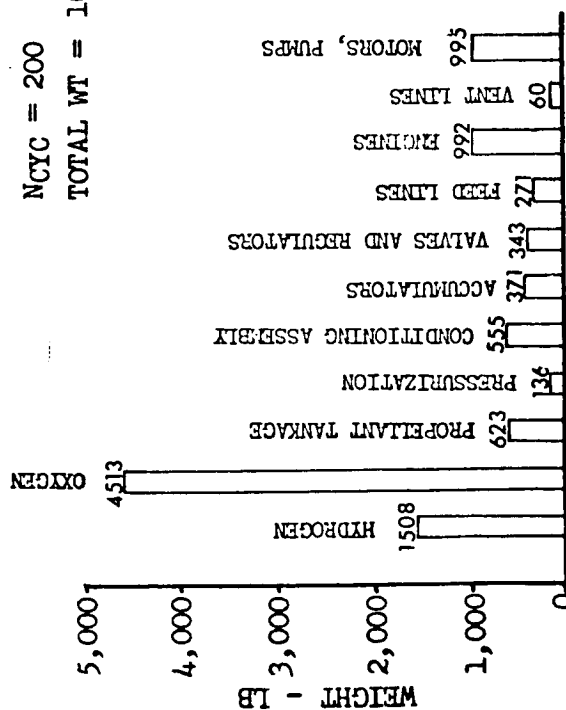 NCYC = 200
TOTAL WT =
WEIGHT - LB
5,000
4,000
3,000
2,000
1,000
0
HYDROGEN
1508
OXYGEN
4513
PROPELLANT TANKAGE
623
PRESSURIZATION
136
CONDITIONING ASSEMBLY
555
ACCUMULATORS
371
VALVES AND REGULATORS
343
FEED LINES
271
ENGINES
992
VENT LINES
60
MOTORS, PUMPS
995